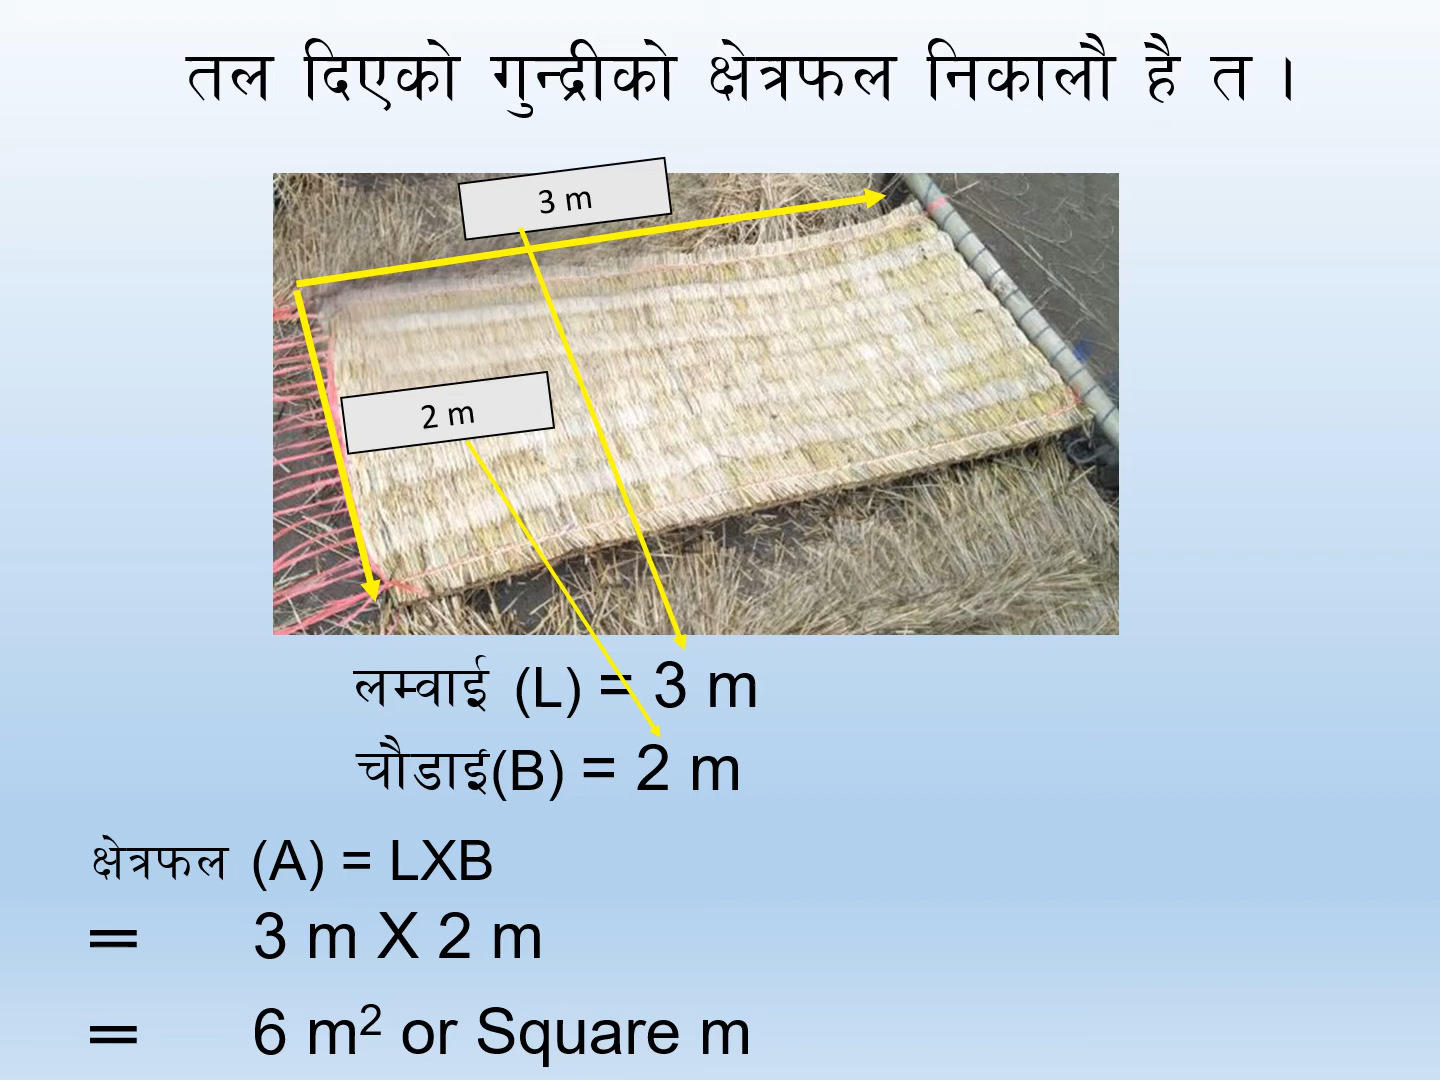 तल दिएको गुन्द्रीको क्षेत्रफल निकालौ है त ।
3 m
2 m
लम्वाई (L) = 3 m
चौडाई(B) = 2 m
क्षेत्रफल (A) = LXB
= 3 m X 2 m
= 6 m² or Square m